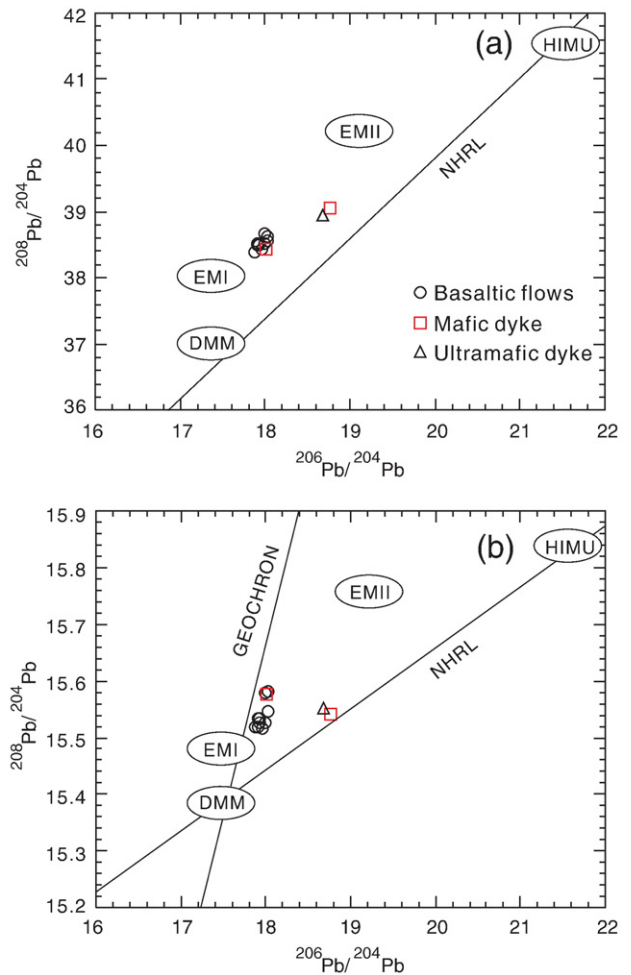 42
(a)
HIMU
41
EMII
40
NHRL
208Pb/204Pb
39
38
EMI
Basaltic flows
Mafic dyke
37
DMM
Ultramafic dyke
36
16 17 18 19 20 21 22
206Pb/204Pb
15.9
(b)
HIMU
15.8
GEOCHRON
EMII
15.7
NHRL
15.6
208Pb/204Pb
15.5
EMI
15.4
DMM
15.3
15.2
16 17 18 19 20 21 22
206Pb/204Pb